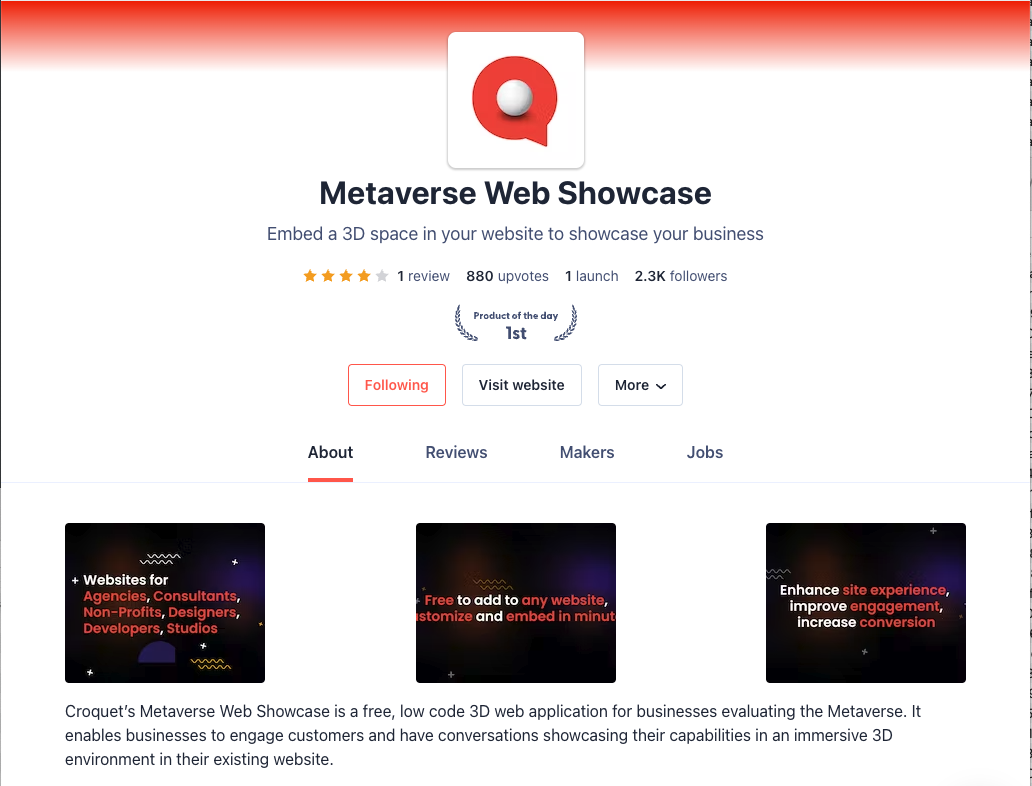 Metaverse Web Showcase
Embed a 3D space in your website to showcase your business
1 review 880 upvotes 1 launch 2.3K followers
Product of the day
1st
Following Visit website More
About Reviews Makers Jobs
Websites for
Agencies, Consultants,
Non-Profits, Designers,
Developers, Studios
Free to add to any website,
stomize and embed in minut
Enhance site experience,
improve engagement,
increase conversion
Croquet’s Metaverse Web Showcase is a free, low code 3D web application for businesses evaluating the Metaverse. It
enables businesses to engage customers and have conversations showcasing their capabilities in an immersive 3D
environment in their existing website.